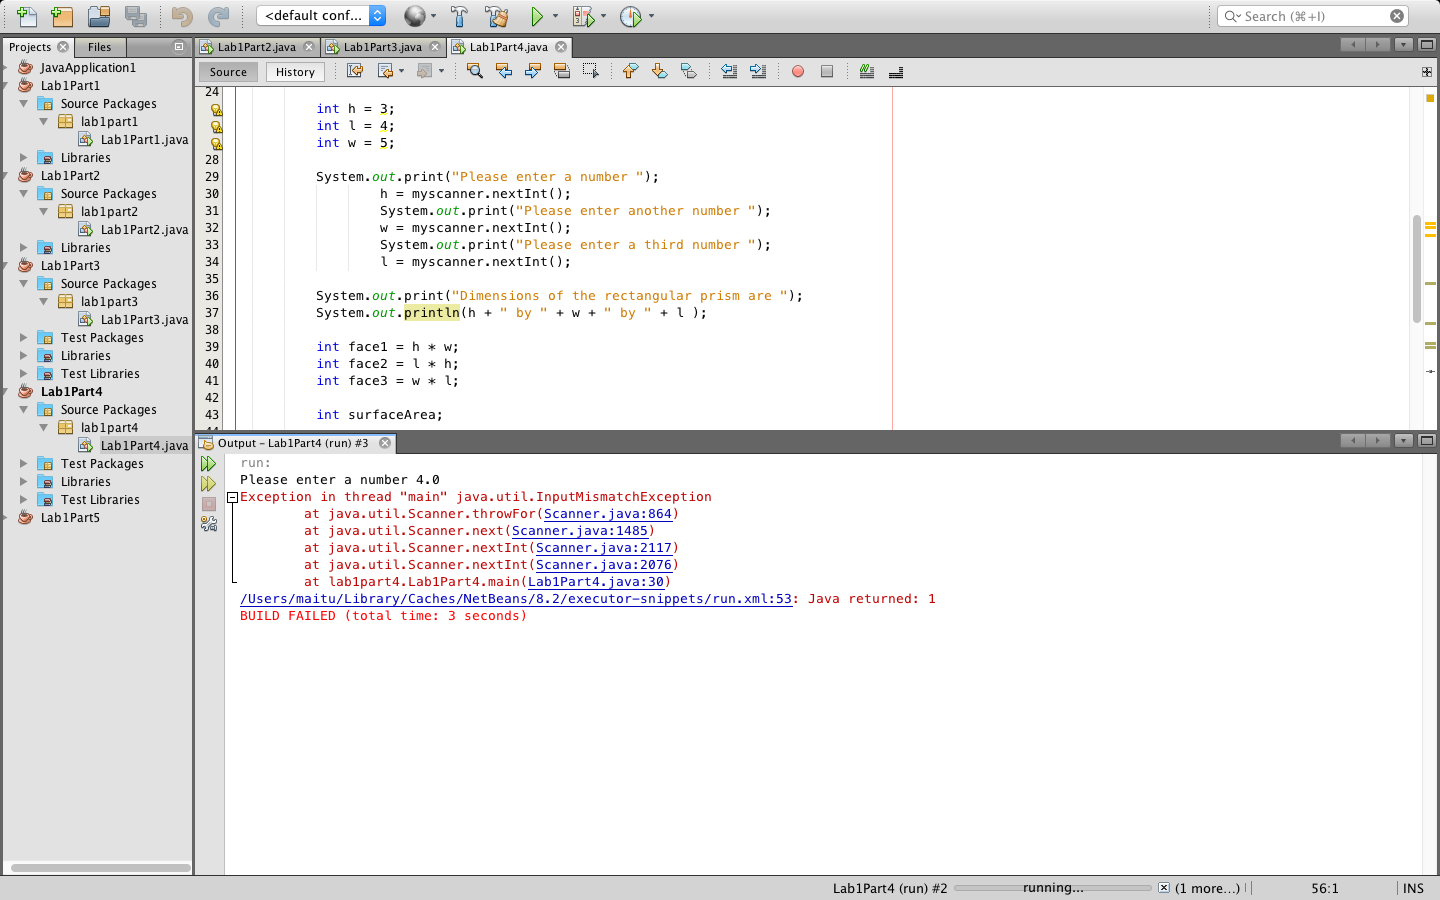 <default conf...
Search (⌘+I)
Projects
Files
Lab1Part2.java
Lab1Part3.java
Lab1Part4.java
Source
History
JavaApplication1
Lab1Part1
Source Packages
lab1part1
Lab1Part1.java
Libraries
Lab1Part2
Source Packages
lab1part2
Lab1Part2.java
Libraries
Lab1Part3
Source Packages
lab1part3
Lab1Part3.java
Test Packages
Libraries
Test Libraries
Lab1Part4
Source Packages
lab1part4
Lab1Part4.java
Test Packages
Libraries
Test Libraries
Lab1Part5
24
int h = 3;
int l = 4;
int w = 5;
28
29 System.out.print("Please enter a number ");
30 h = myscanner.nextInt();
31 System.out.print("Please enter another number ");
32 w = myscanner.nextInt();
33 System.out.print("Please enter a third number ");
34 l = myscanner.nextInt();
35
36 System.out.print("Dimensions of the rectangular prism are ");
37 System.out.println(h + " by " + w + " by " + l );
38
39 int face1 = h * w;
40 int face2 = l * h;
41 int face3 = w * l;
42
43 int surfaceArea;
Output – Lab1Part4 (run) #3
run:
Please enter a number 4.0
Exception in thread "main" java.util.InputMismatchException
at java.util.Scanner.throwFor(Scanner.java:864)
at java.util.Scanner.next(Scanner.java:1485)
at java.util.Scanner.nextInt(Scanner.java:2117)
at java.util.Scanner.nextInt(Scanner.java:2076)
at lab1part4.Lab1Part4.main(Lab1Part4.java:30)
/Users/maitu/Library/Caches/NetBeans/8.2/executor-snippets/run.xml:53: Java returned: 1
BUILD FAILED (total time: 3 seconds)
Lab1Part4 (run) #2
running...
(1 more...)
56:1
INS